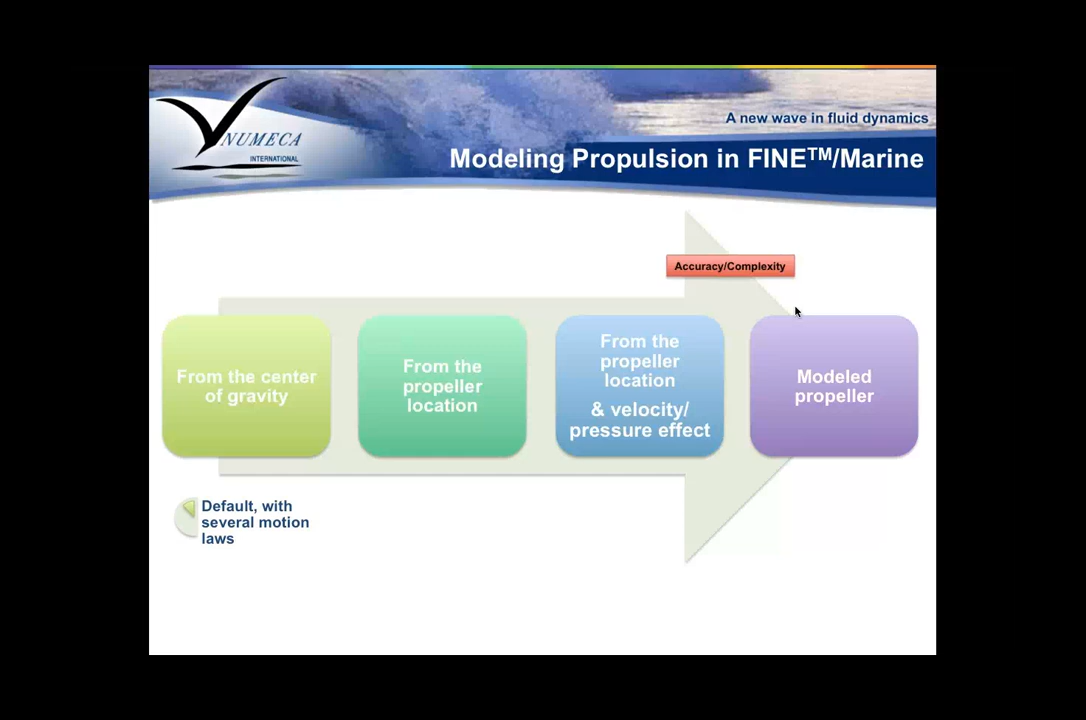 NUMECA
INTERNATIONAL
A new wave in fluid dynamics
Modeling Propulsion in FINE™/Marine
Accuracy/Complexity
From the center
of gravity
From the
propeller
location
From the
propeller
location
& velocity/
pressure effect
Modeled
propeller
Default, with
several motion
laws